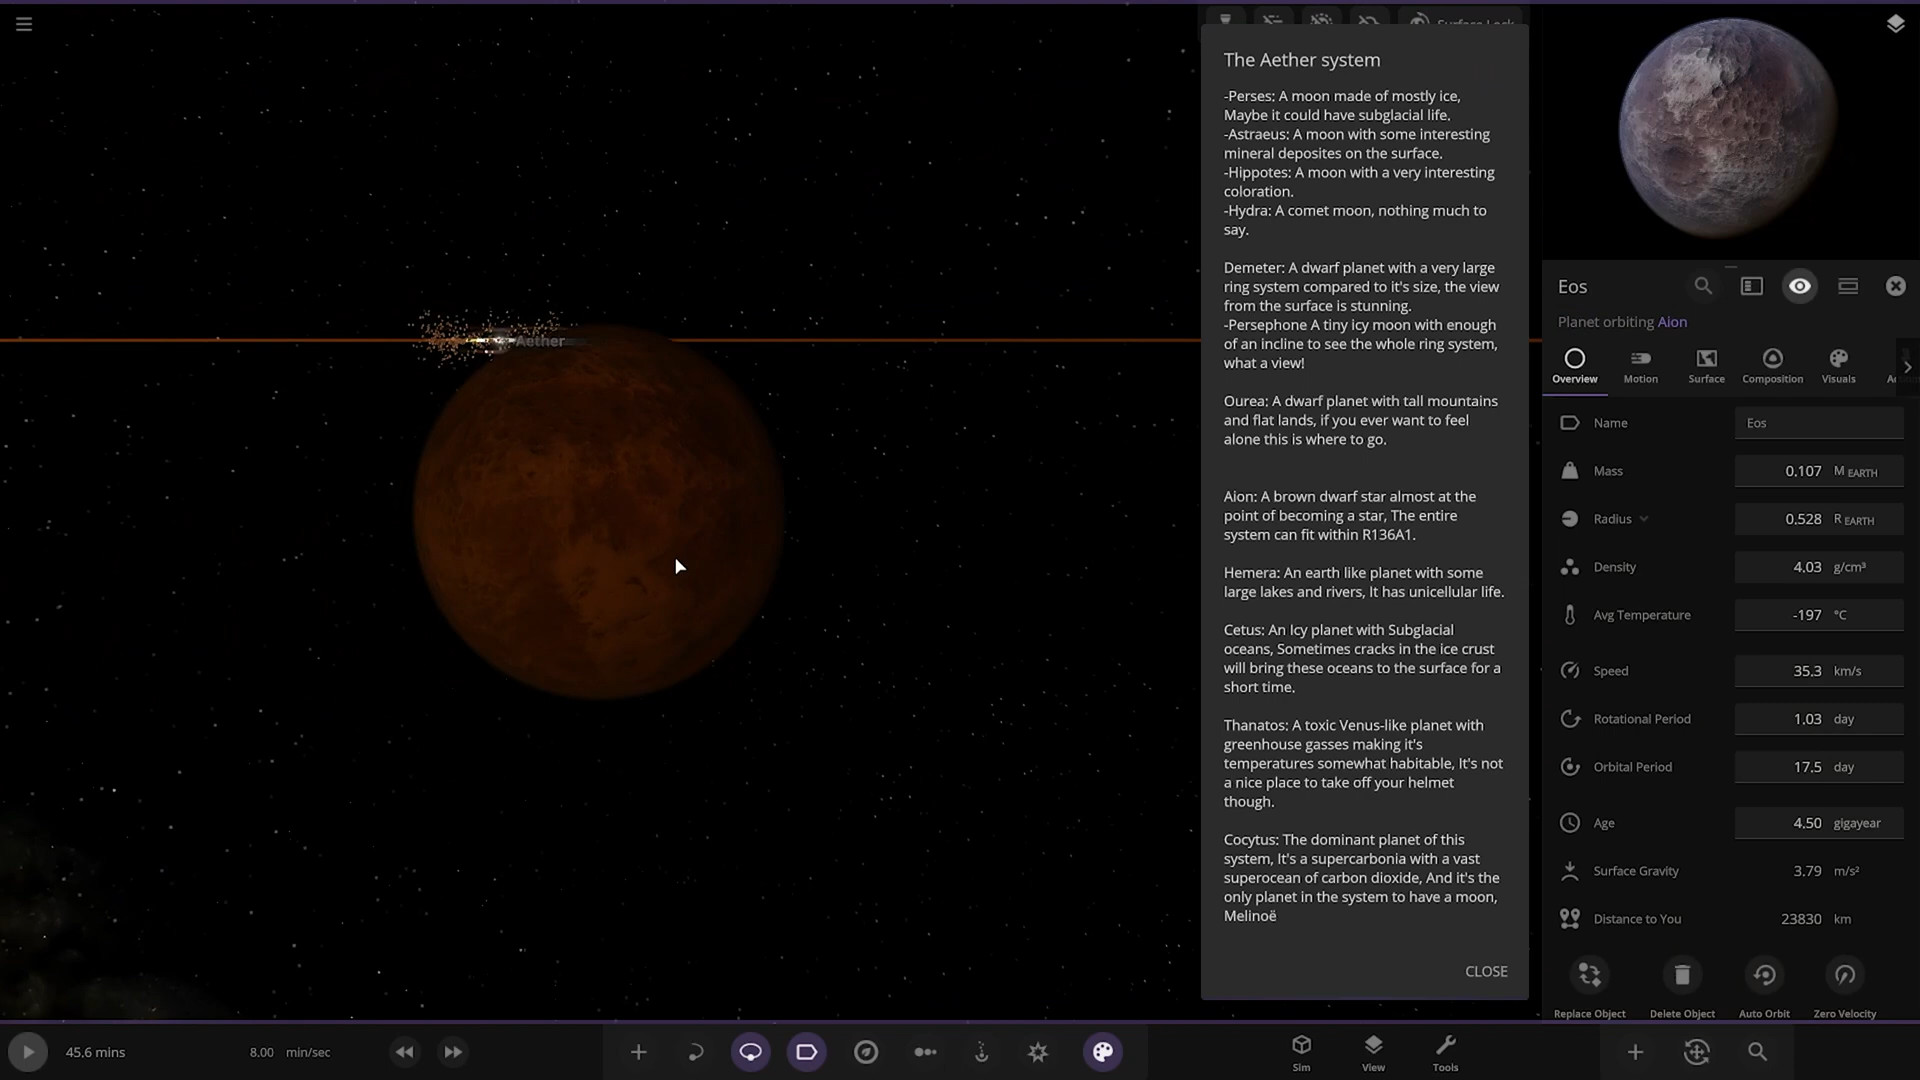 Surface Lock
The Aether system
-Perses: A moon made of mostly ice,
Maybe it could have subglacial life.
-Astraeus: A moon with some interesting
mineral deposites on the surface.
-Hippotes: A moon with a very interesting
coloration.
-Hydra: A comet moon, nothing much to
say.
Demeter: A dwarf planet with a very large
ring system compared to it's size, the view
from the surface is stunning.
-Persephone A tiny icy moon with enough
of an incline to see the whole ring system,
what a view!
Ourea: A dwarf planet with tall mountains
and flat lands, if you ever want to feel
alone this is where to go.
Aion: A brown dwarf star almost at the
point of becoming a star, The entire
system can fit within R136A1.
Hemera: An earth like planet with some
large lakes and rivers, It has unicellular life.
Cetus: An Icy planet with Subglacial
oceans, Sometimes cracks in the ice crust
will bring these oceans to the surface for a
short time.
Thanatos: A toxic Venus-like planet with
greenhouse gasses making it's
temperatures somewhat habitable, It's not
a nice place to take off your helmet
though.
Cocytus: The dominant planet of this
system, It's a supercarbonia with a vast
superocean of carbon dioxide, And it's the
only planet in the system to have a moon,
Melinoë
CLOSE
Aether
Eos
Planet orbiting Aion
Overview Motion Surface Composition Visuals
Name Eos
Mass 0.107 M EARTH
Radius 0.528 R EARTH
Density 4.03 g/cm³
Avg Temperature -197 °C
Speed 35.3 km/s
Rotational Period 1.03 day
Orbital Period 17.5 day
Age 4.50 gigayear
Surface Gravity 3.79 m/s²
Distance to You 23830 km
Replace Object Delete Object Auto Orbit Zero Velocity
45.6 mins 8.00 min/sec
Sim View Tools